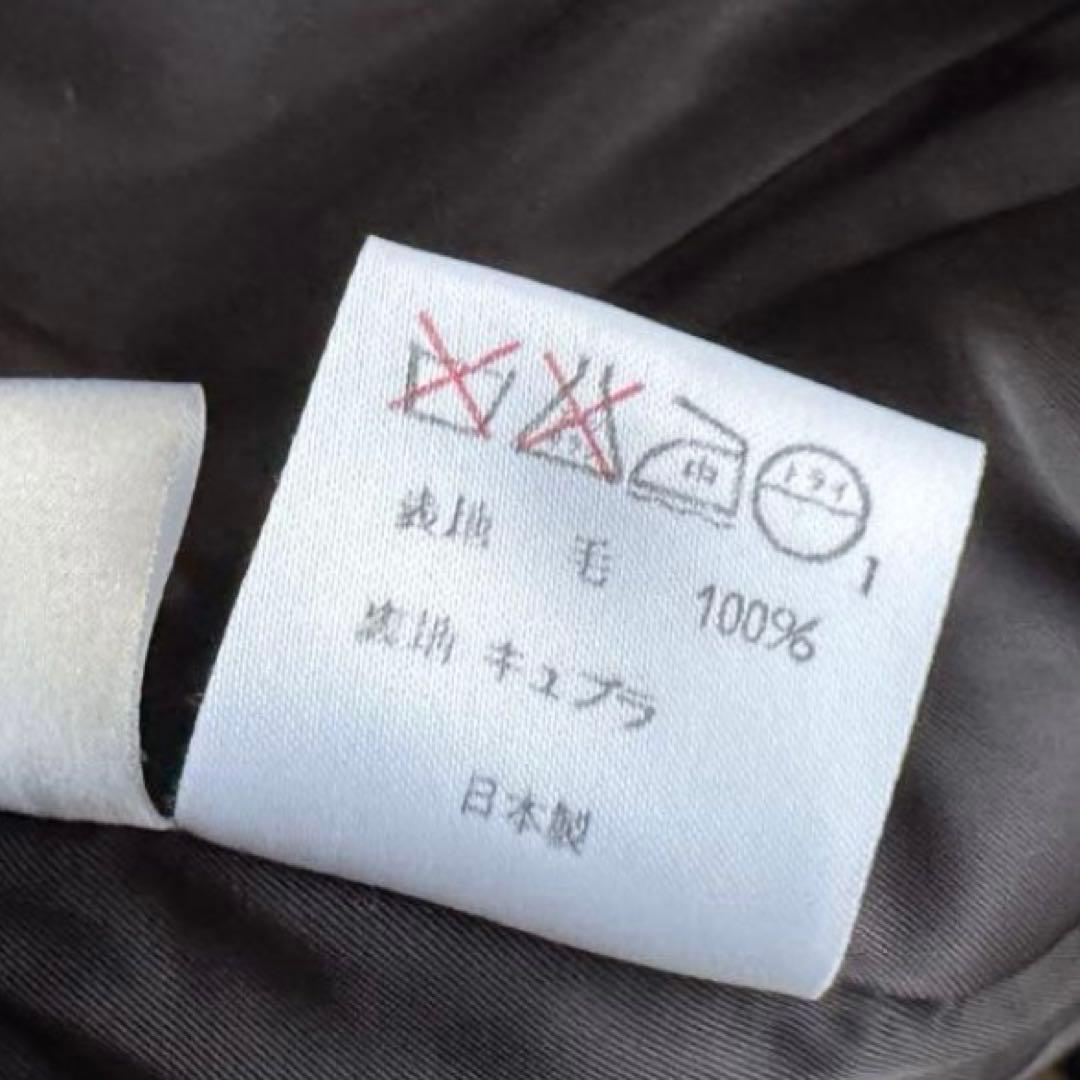 中 ドライ
1
表地 毛 100%
裏地 キュプラ
日本製